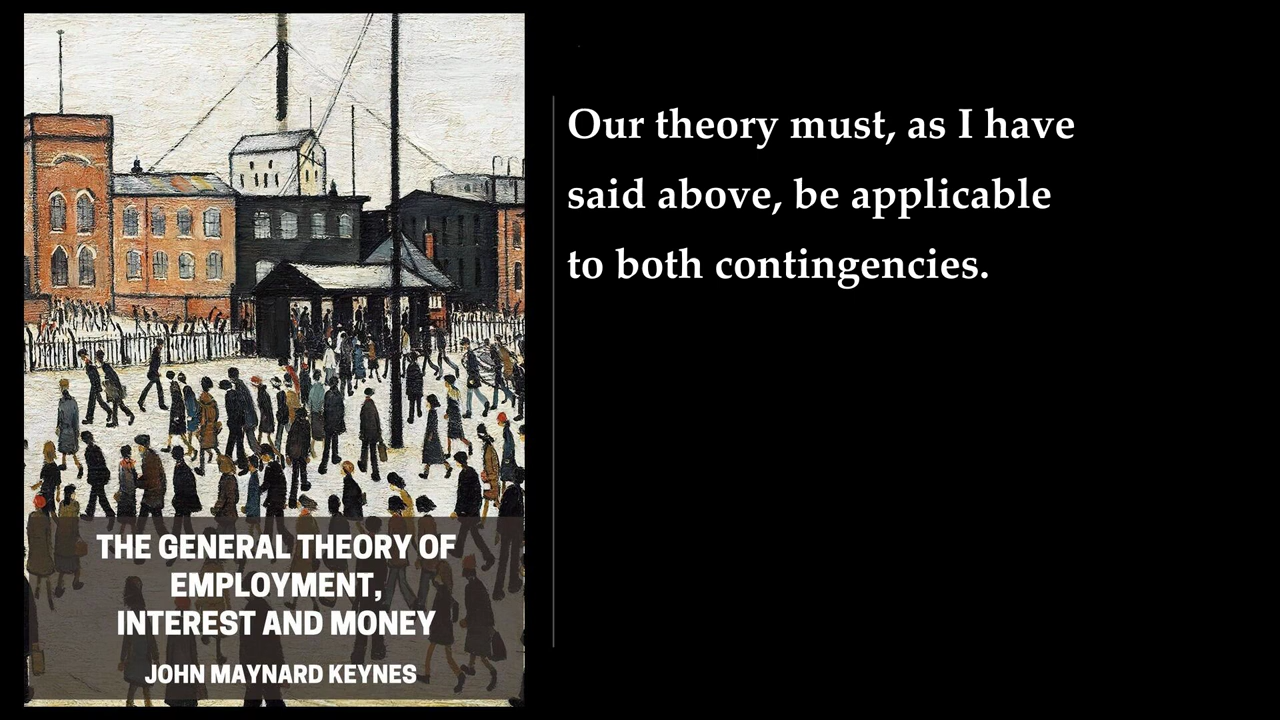 THE GENERAL THEORY OF
EMPLOYMENT,
INTEREST AND MONEY
JOHN MAYNARD KEYNES
Our theory must, as I have
said above, be applicable
to both contingencies.